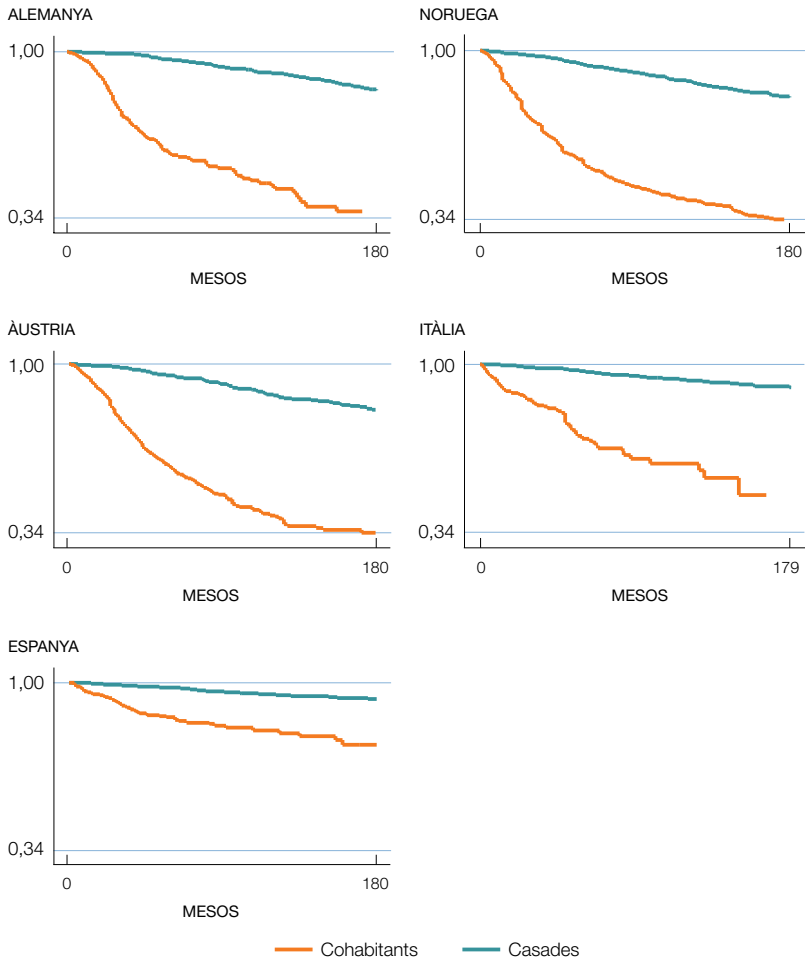 ALEMANYA
1,00
0,34
0
180
MESOS
NORUEGA
1,00
0,34
0
180
MESOS
ÀUSTRIA
1,00
0,34
0
180
MESOS
ITÀLIA
1,00
0,34
0
179
MESOS
ESPANYA
1,00
0,34
0
180
MESOS
Cohabitants
Casades